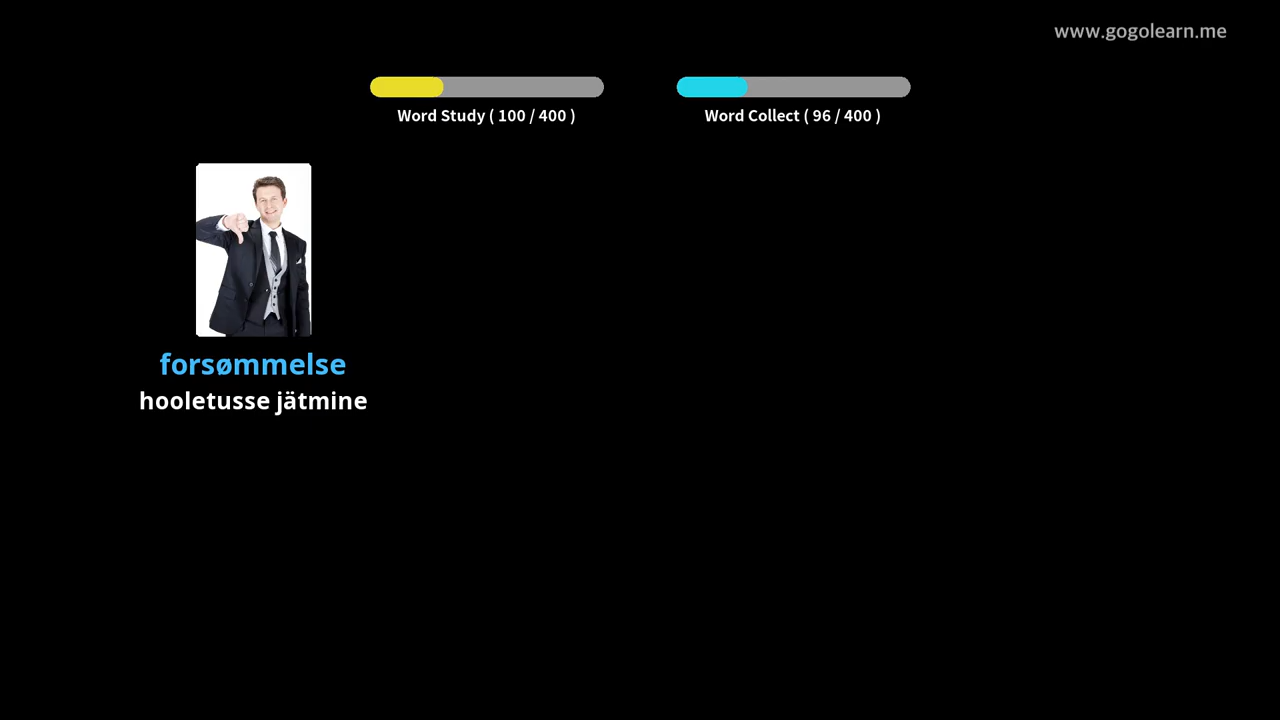 www.gogolearn.me
Word Study ( 100 / 400 )
Word Collect ( 96 / 400 )
forsømmelse
hooletusse jätmine